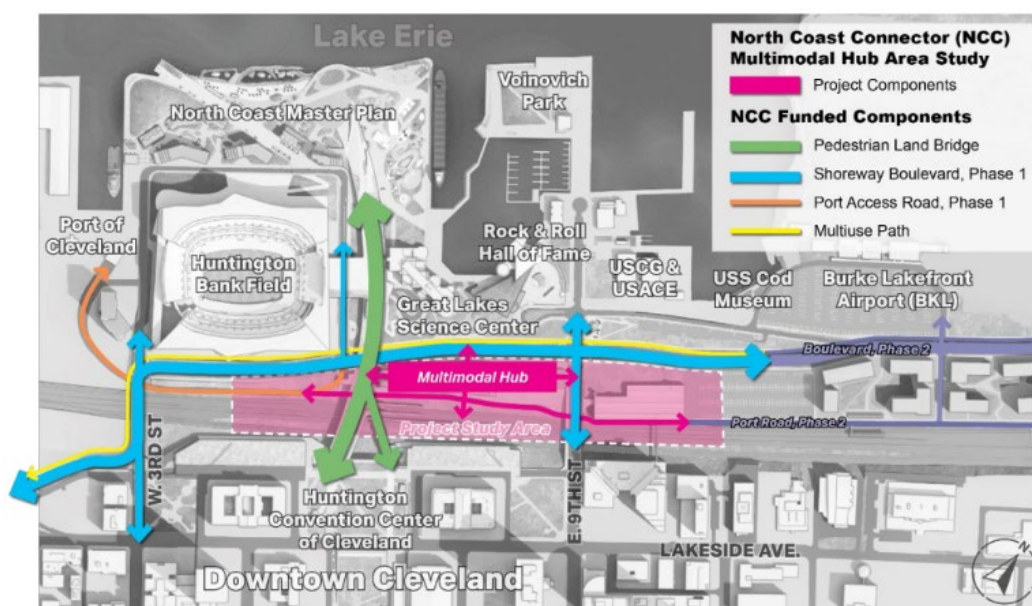 Lake Erie
North Coast Master Plan
Voinovich
Park
North Coast Connector (NCC)
Multimodal Hub Area Study
Project Components
NCC Funded Components
Pedestrian Land Bridge
Shoreway Boulevard, Phase 1
Port Access Road, Phase 1
Multiuse Path
Port of
Cleveland
Huntington
Bank Field
Rock & Roll
Hall of Fame
USCG &
USACE
USS Cod
Museum
Burke Lakefront
Airport (BKL)
Great Lakes
Science Center
Boulevard, Phase 2
Multimodal Hub
Project Study Area
Port Road, Phase 2
W. 3RD ST
E. 9TH ST
Huntington
Convention Center
of Cleveland
LAKESIDE AVE.
Downtown Cleveland
N